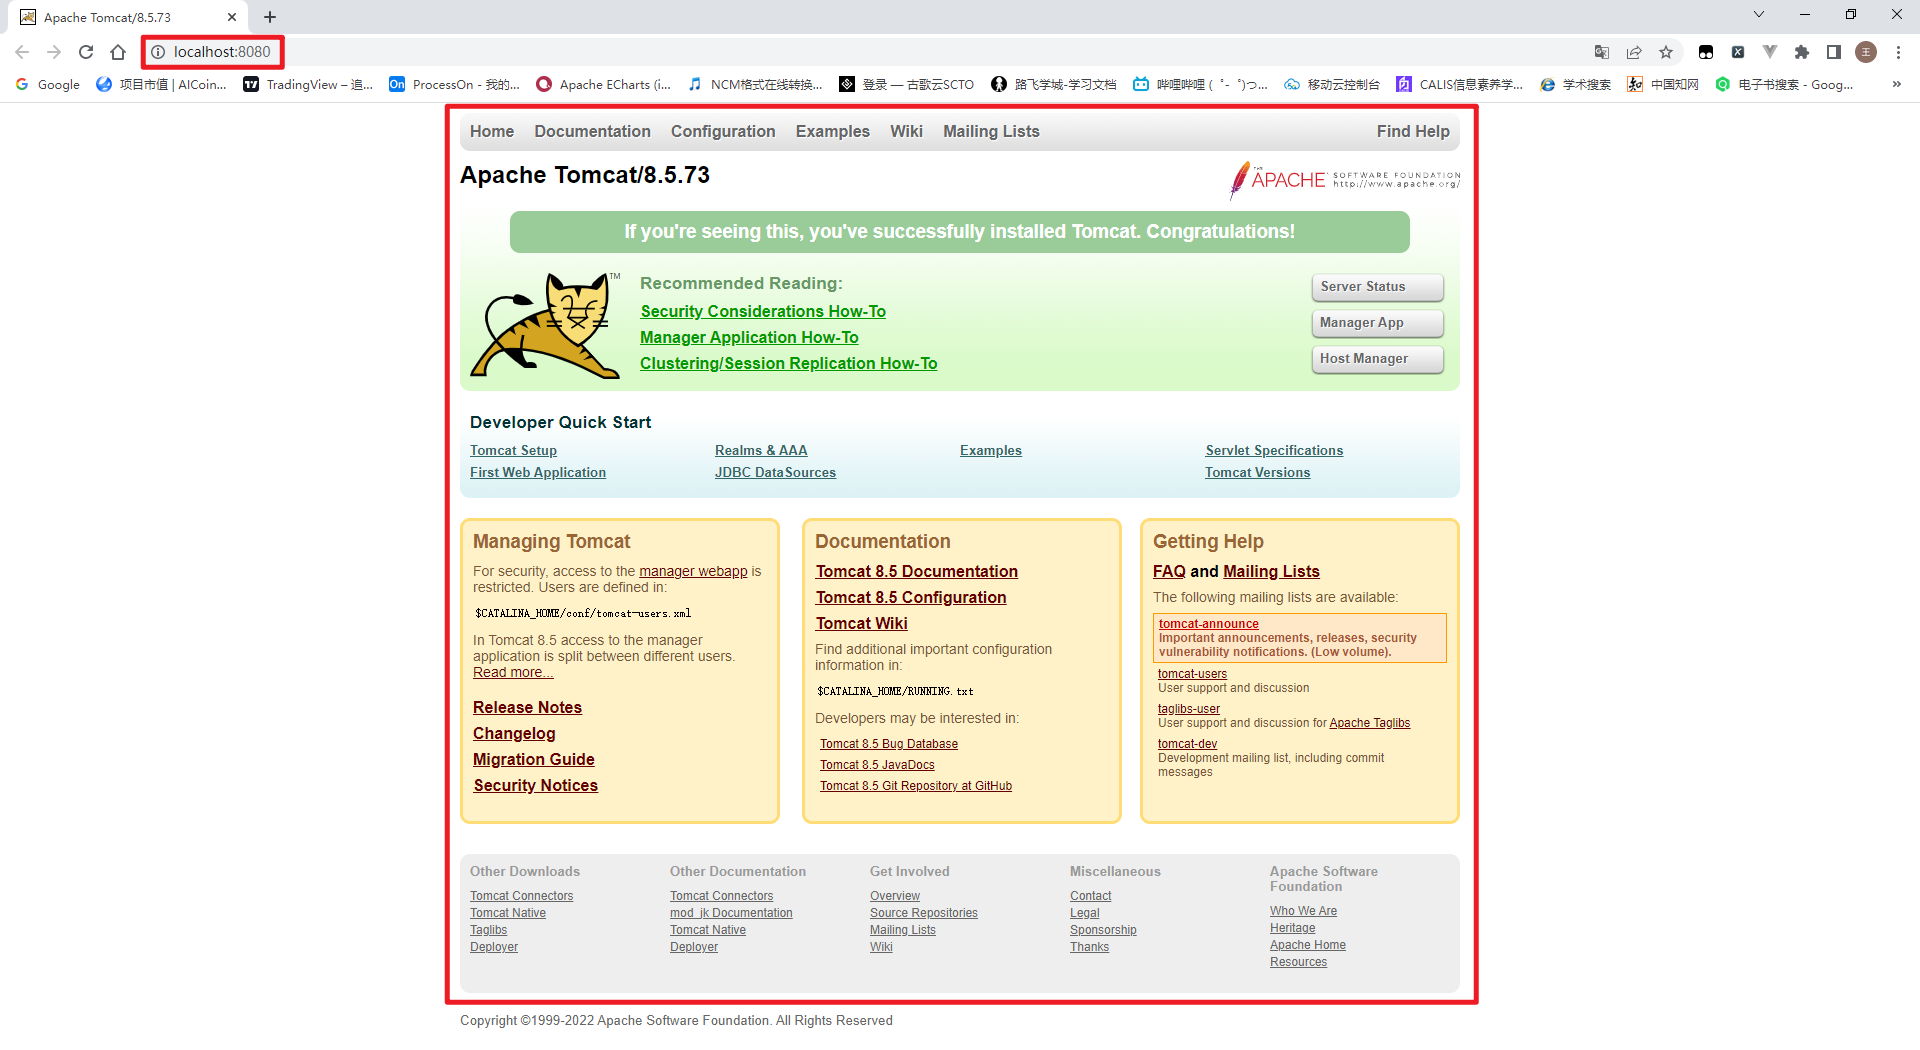 Apache Tomcat/8.5.73
localhost:8080
王
Google
项目市值 | AICoin...
TradingView – 追...
On
ProcessOn - 我的...
Apache ECharts (i...
NCM格式在线转换...
登录 — 古歌云SCTO
路飞学城-学习文档
哔哩哔哩 ( ゜- ゜)つ...
移动云控制台
CALIS信息素养学...
学术搜索
中国知网
电子书搜索 - Goog...
»
Home Documentation Configuration Examples Wiki Mailing Lists Find Help
Apache Tomcat/8.5.73
THE APACHE SOFTWARE FOUNDATION
http://www.apache.org/
If you're seeing this, you've successfully installed Tomcat. Congratulations!
TM
Recommended Reading:
Security Considerations How-To
Manager Application How-To
Clustering/Session Replication How-To
Server Status
Manager App
Host Manager
Developer Quick Start
Tomcat Setup
First Web Application
Realms & AAA
JDBC DataSources
Examples
Servlet Specifications
Tomcat Versions
Managing Tomcat
For security, access to the manager webapp is
restricted. Users are defined in:
$CATALINA_HOME/conf/tomcat-users.xml
In Tomcat 8.5 access to the manager
application is split between different users.
Read more...
Release Notes
Changelog
Migration Guide
Security Notices
Documentation
Tomcat 8.5 Documentation
Tomcat 8.5 Configuration
Tomcat Wiki
Find additional important configuration
information in:
$CATALINA_HOME/RUNNING.txt
Developers may be interested in:
Tomcat 8.5 Bug Database
Tomcat 8.5 JavaDocs
Tomcat 8.5 Git Repository at GitHub
Getting Help
FAQ and Mailing Lists
The following mailing lists are available:
tomcat-announce
Important announcements, releases, security
vulnerability notifications. (Low volume).
tomcat-users
User support and discussion
taglibs-user
User support and discussion for Apache Taglibs
tomcat-dev
Development mailing list, including commit
messages
Other Downloads
Tomcat Connectors
Tomcat Native
Taglibs
Deployer
Other Documentation
Tomcat Connectors
mod_jk Documentation
Tomcat Native
Deployer
Get Involved
Overview
Source Repositories
Mailing Lists
Wiki
Miscellaneous
Contact
Legal
Sponsorship
Thanks
Apache Software
Foundation
Who We Are
Heritage
Apache Home
Resources
Copyright ©1999-2022 Apache Software Foundation. All Rights Reserved